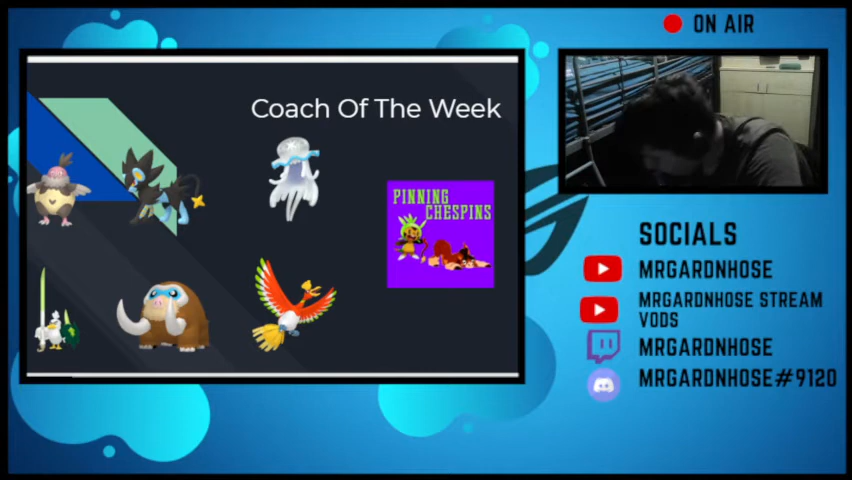 ON AIR
Coach Of The Week
PINNING
CHESPINS
SOCIALS
MRGARDNHOSE
MRGARDNHOSE STREAM
VODS
MRGARDNHOSE
MRGARDNHOSE#9120